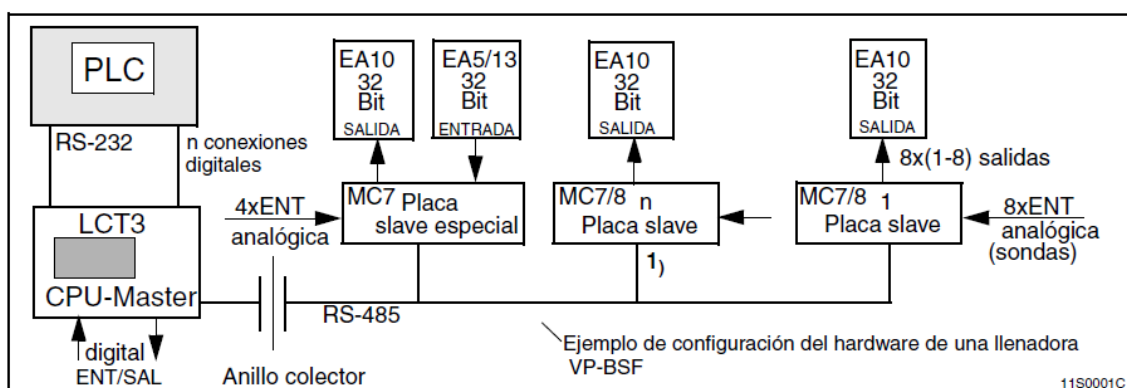 PLC
RS-232
n conexiones
digitales
LCT3
CPU-Master
digital
ENT/SAL
Anillo colector
RS-485
4xENT
analógica
EA10
32
Bit
SALIDA
EA5/13
32
Bit
ENTRADA
MC7 Placa
slave especial
EA10
32
Bit
SALIDA
MC7/8 n
Placa slave
1)
EA10
32
Bit
SALIDA
8x(1-8) salidas
MC7/8 1
Placa slave
8xENT
analógica
(sondas)
Ejemplo de configuración del hardware de una llenadora
VP-BSF
11S0001C